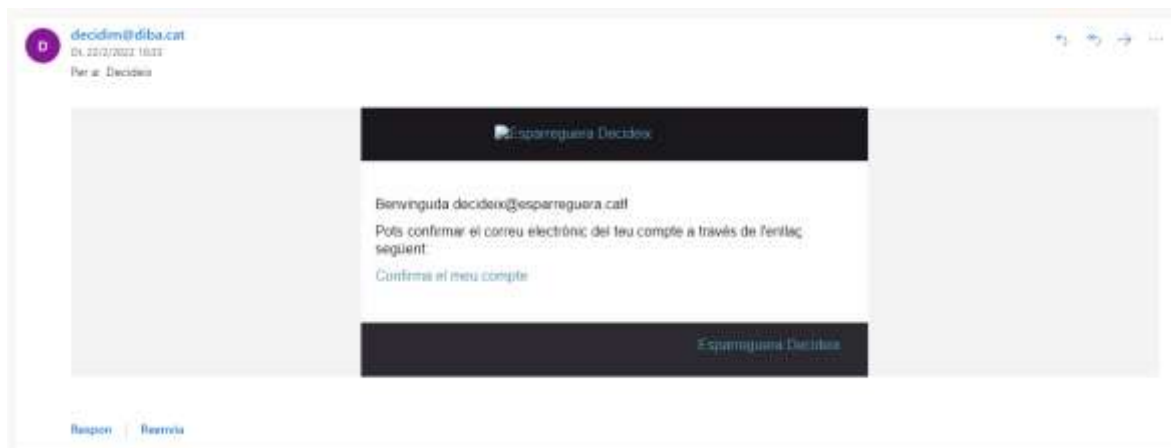 D
decidim@diba.cat
Dt. 22/2/2022 10:33
Per a: Decideix
Esparreguera Decideix
Benvinguda decideix@esparreguera.cat!
Pots confirmar el correu electrònic del teu compte a través de l'enllaç
següent:
Confirma el meu compte
Esparreguera Decideix
Respon
Reenvia